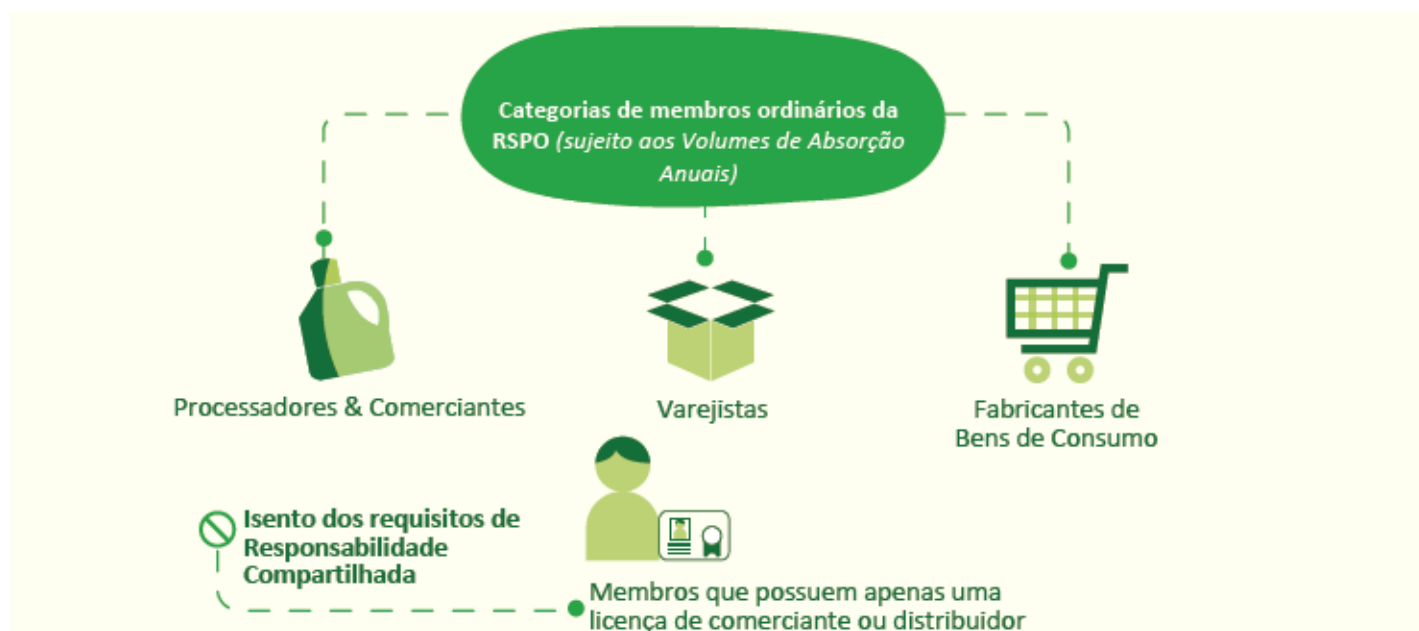 Categorias de membros ordinários da
RSPO (sujeito aos Volumes de Absorção
Anuais)
Processadores & Comerciantes
Varejistas
Fabricantes de
Bens de Consumo
Isento dos requisitos de
Responsabilidade
Compartilhada
Membros que possuem apenas uma
licença de comerciante ou distribuidor